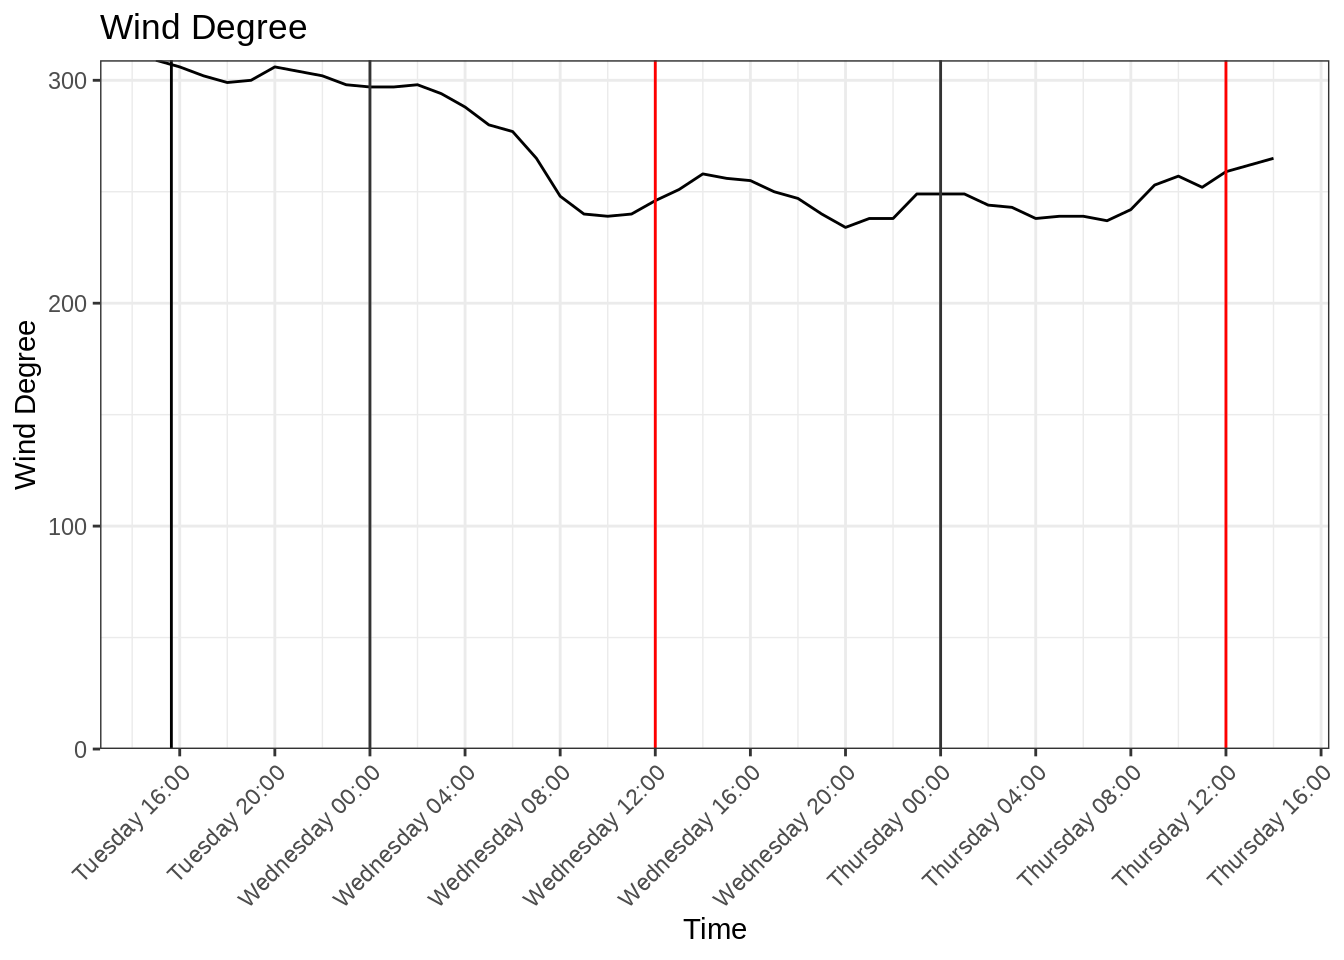 Wind Degree
300
200
100
0
Wind Degree
Tuesday 16:00
Tuesday 20:00
Wednesday 00:00
Wednesday 04:00
Wednesday 08:00
Wednesday 12:00
Wednesday 16:00
Wednesday 20:00
Thursday 00:00
Thursday 04:00
Thursday 08:00
Thursday 12:00
Thursday 16:00
Time